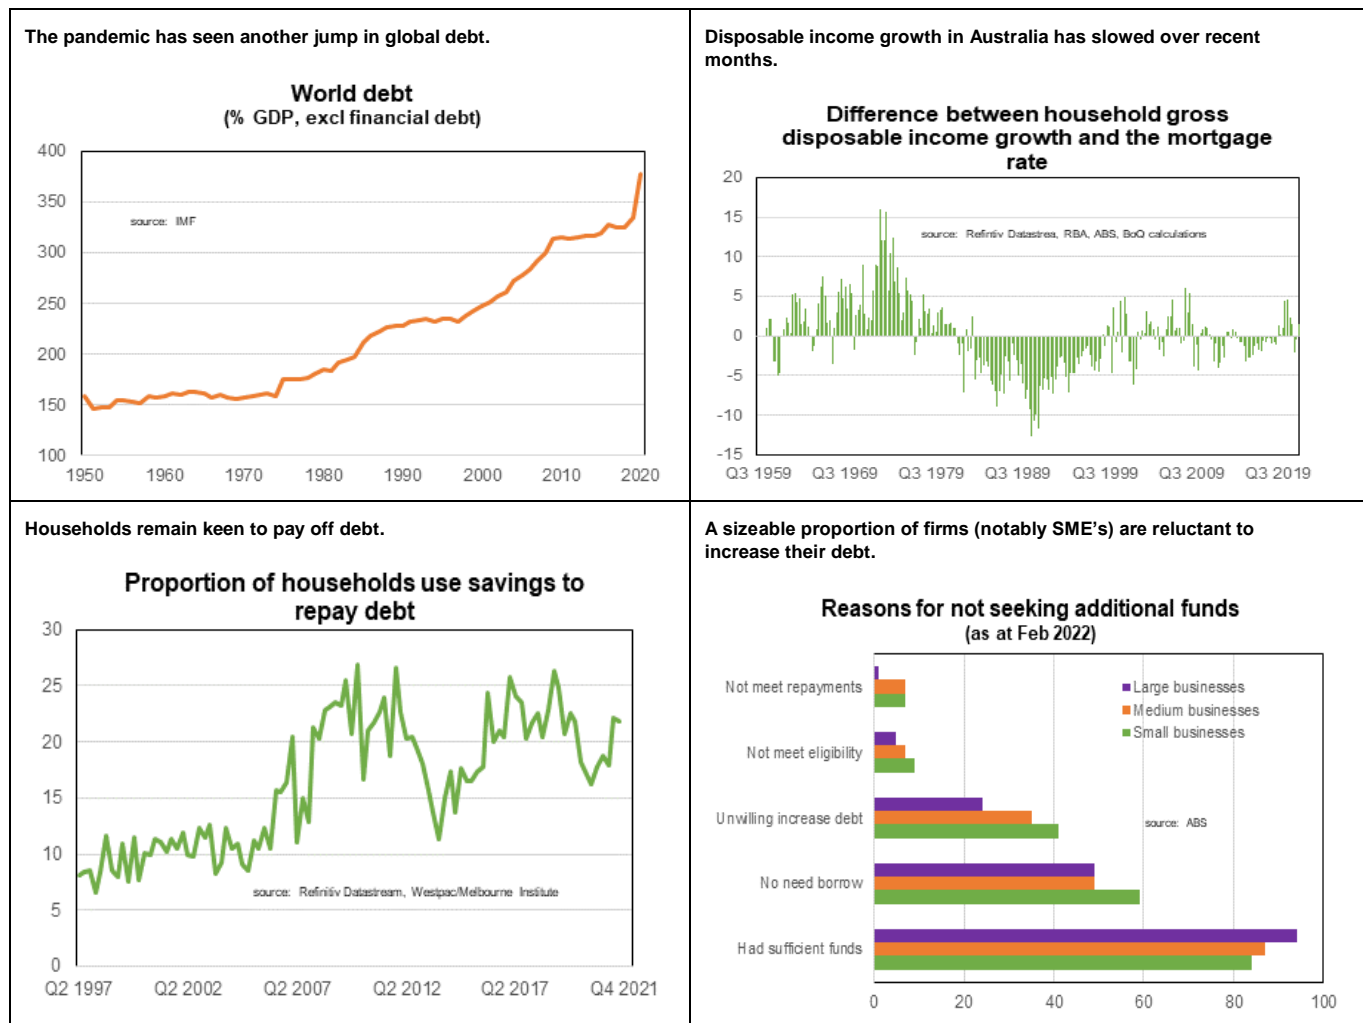 The pandemic has seen another jump in global debt.
World debt
(% GDP, excl financial debt)
400
350
300
250
200
150
100
source: IMF
1950 1960 1970 1980 1990 2000 2010 2020
Disposable income growth in Australia has slowed over recent
months.
Difference between household gross
disposable income growth and the mortgage
rate
20
15
10
5
0
-5
-10
-15
source: Refintiv Datastrea, RBA, ABS, BoQ calculations
Q3 1959 Q3 1969 Q3 1979 Q3 1989 Q3 1999 Q3 2009 Q3 2019
Households remain keen to pay off debt.
Proportion of households use savings to
repay debt
30
25
20
15
10
5
0
source: Refinitiv Datastream, Westpac/Melbourne Institute
Q2 1997 Q2 2002 Q2 2007 Q2 2012 Q2 2017 Q4 2021
A sizeable proportion of firms (notably SME's) are reluctant to
increase their debt.
Reasons for not seeking additional funds
(as at Feb 2022)
Not meet repayments
Not meet eligibility
Unwilling increase debt
No need borrow
Had sufficient funds
Large businesses
Medium businesses
Small businesses
source: ABS
0 20 40 60 80 100